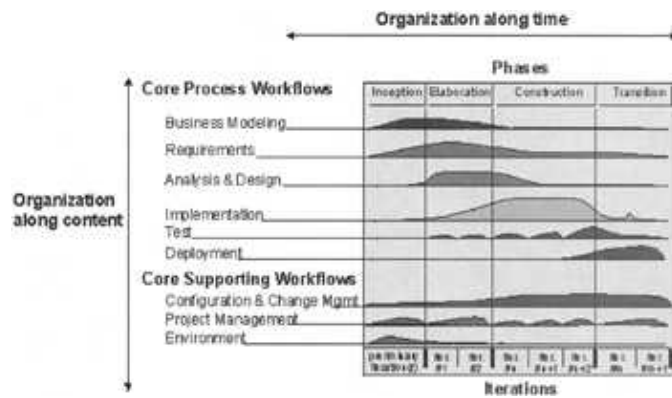 Organization along time
Phases
Core Process Workflows
Inception Elaboration Construction Transition
Business Modeling
Requirements
Analysis & Design
Organization
along content
Implementation
Test
Deployment
Core Supporting Workflows
Configuration & Change Mgmt
Project Management
Environment
Iterations